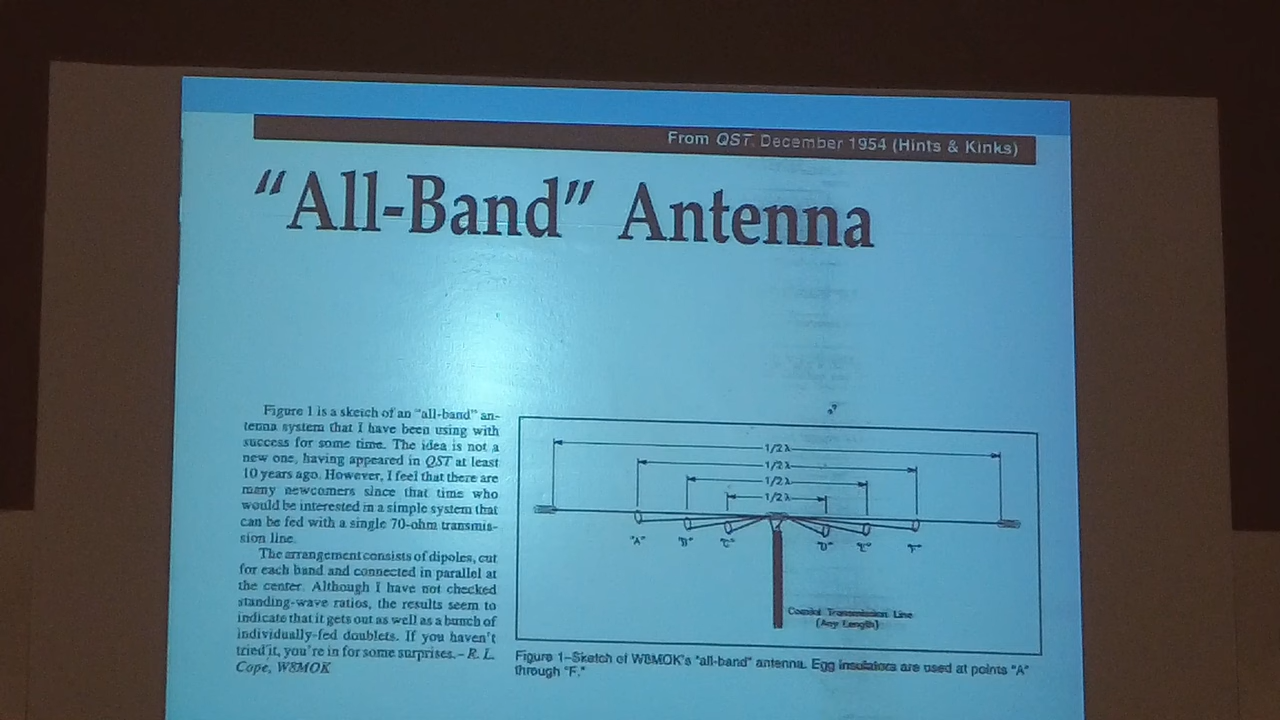 From QST, December 1954 (Hints & Kinks)
“All-Band” Antenna
Figure 1 is a sketch of an “all-band” an-
tenna system that I have been using with
success for some time. The idea is not a
new one, having appeared in QST at least
10 years ago. However, I feel that there are
many newcomers since that time who
would be interested in a simple system that
can be fed with a single 70-ohm transmis-
sion line.
The arrangement consists of dipoles, cut
for each band and connected in parallel at
the center. Although I have not checked
standing-wave ratios, the results seem to
indicate that it gets out as well as a bunch of
individually-fed doublets. If you haven't
tried it, you're in for some surprises.– R. L.
Cope, W8MOK
1/2 λ
1/2 λ
1/2 λ
1/2 λ
"A" "B" "C" "D" "E" "F"
Coaxial Transmission Line
(Any Length)
Figure 1–Sketch of W8MOK's "all-band" antenna. Egg insulators are used at points "A"
through "F."